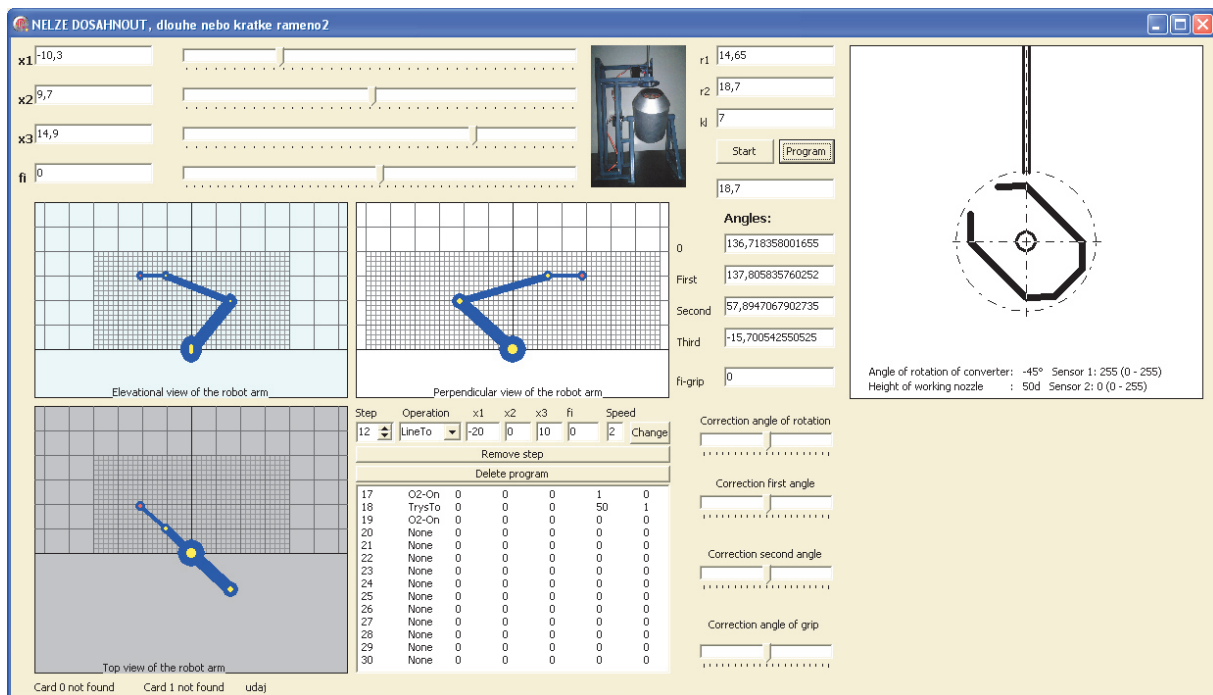 NELZE DOSAHNOUT, dlouhe nebo kratke rameno2
x1 -10,3
x2 9,7
x3 14,9
fi 0
r1 14,65
r2 18,7
kl 7
Start Program
18,7
Angles:
0 136,718358001655
First 137,805835760252
Second 57,8947067902735
Third -15,700542550525
fi-grip 0
Angle of rotation of converter: -45° Sensor 1: 255 (0 - 255)
Height of working nozzle : 50d Sensor 2: 0 (0 - 255)
Elevational view of the robot arm
Perpendicular view of the robot arm
Top view of the robot arm
Step Operation x1 x2 x3 fi Speed
12 LineTo -20 0 10 0 2 Change
Remove step
Delete program
17 O2-On 0 0 0 1 0
18 TrysTo 0 0 0 50 1
19 O2-On 0 0 0 0 0
20 None 0 0 0 0 0
21 None 0 0 0 0 0
22 None 0 0 0 0 0
23 None 0 0 0 0 0
24 None 0 0 0 0 0
25 None 0 0 0 0 0
26 None 0 0 0 0 0
27 None 0 0 0 0 0
28 None 0 0 0 0 0
29 None 0 0 0 0 0
30 None 0 0 0 0 0
Correction angle of rotation
Correction first angle
Correction second angle
Correction angle of grip
Card 0 not found Card 1 not found udaj